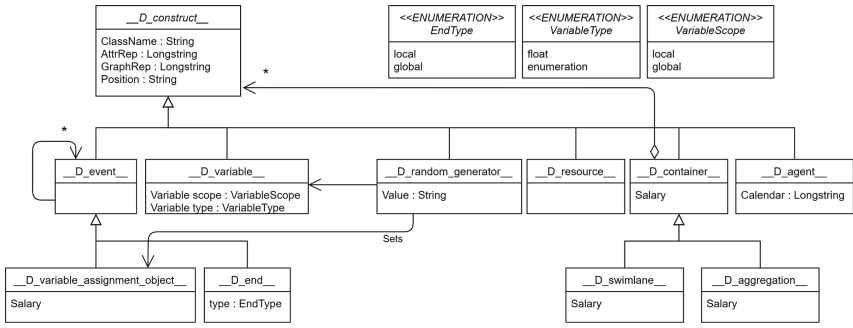 __D_construct__
ClassName : String
AttrRep : Longstring
GraphRep : Longstring
Position : String
<<ENUMERATION>>
EndType
local
global
<<ENUMERATION>>
VariableType
float
enumeration
<<ENUMERATION>>
VariableScope
local
global
*
*
__D_event__
__D_variable__
Variable scope : VariableScope
Variable type : VariableType
__D_random_generator__
Value : String
__D_resource__
__D_container__
Salary
__D_agent__
Calendar : Longstring
Sets
__D_variable_assignment_object__
Salary
__D_end__
type : EndType
__D_swimlane__
Salary
__D_aggregation__
Salary